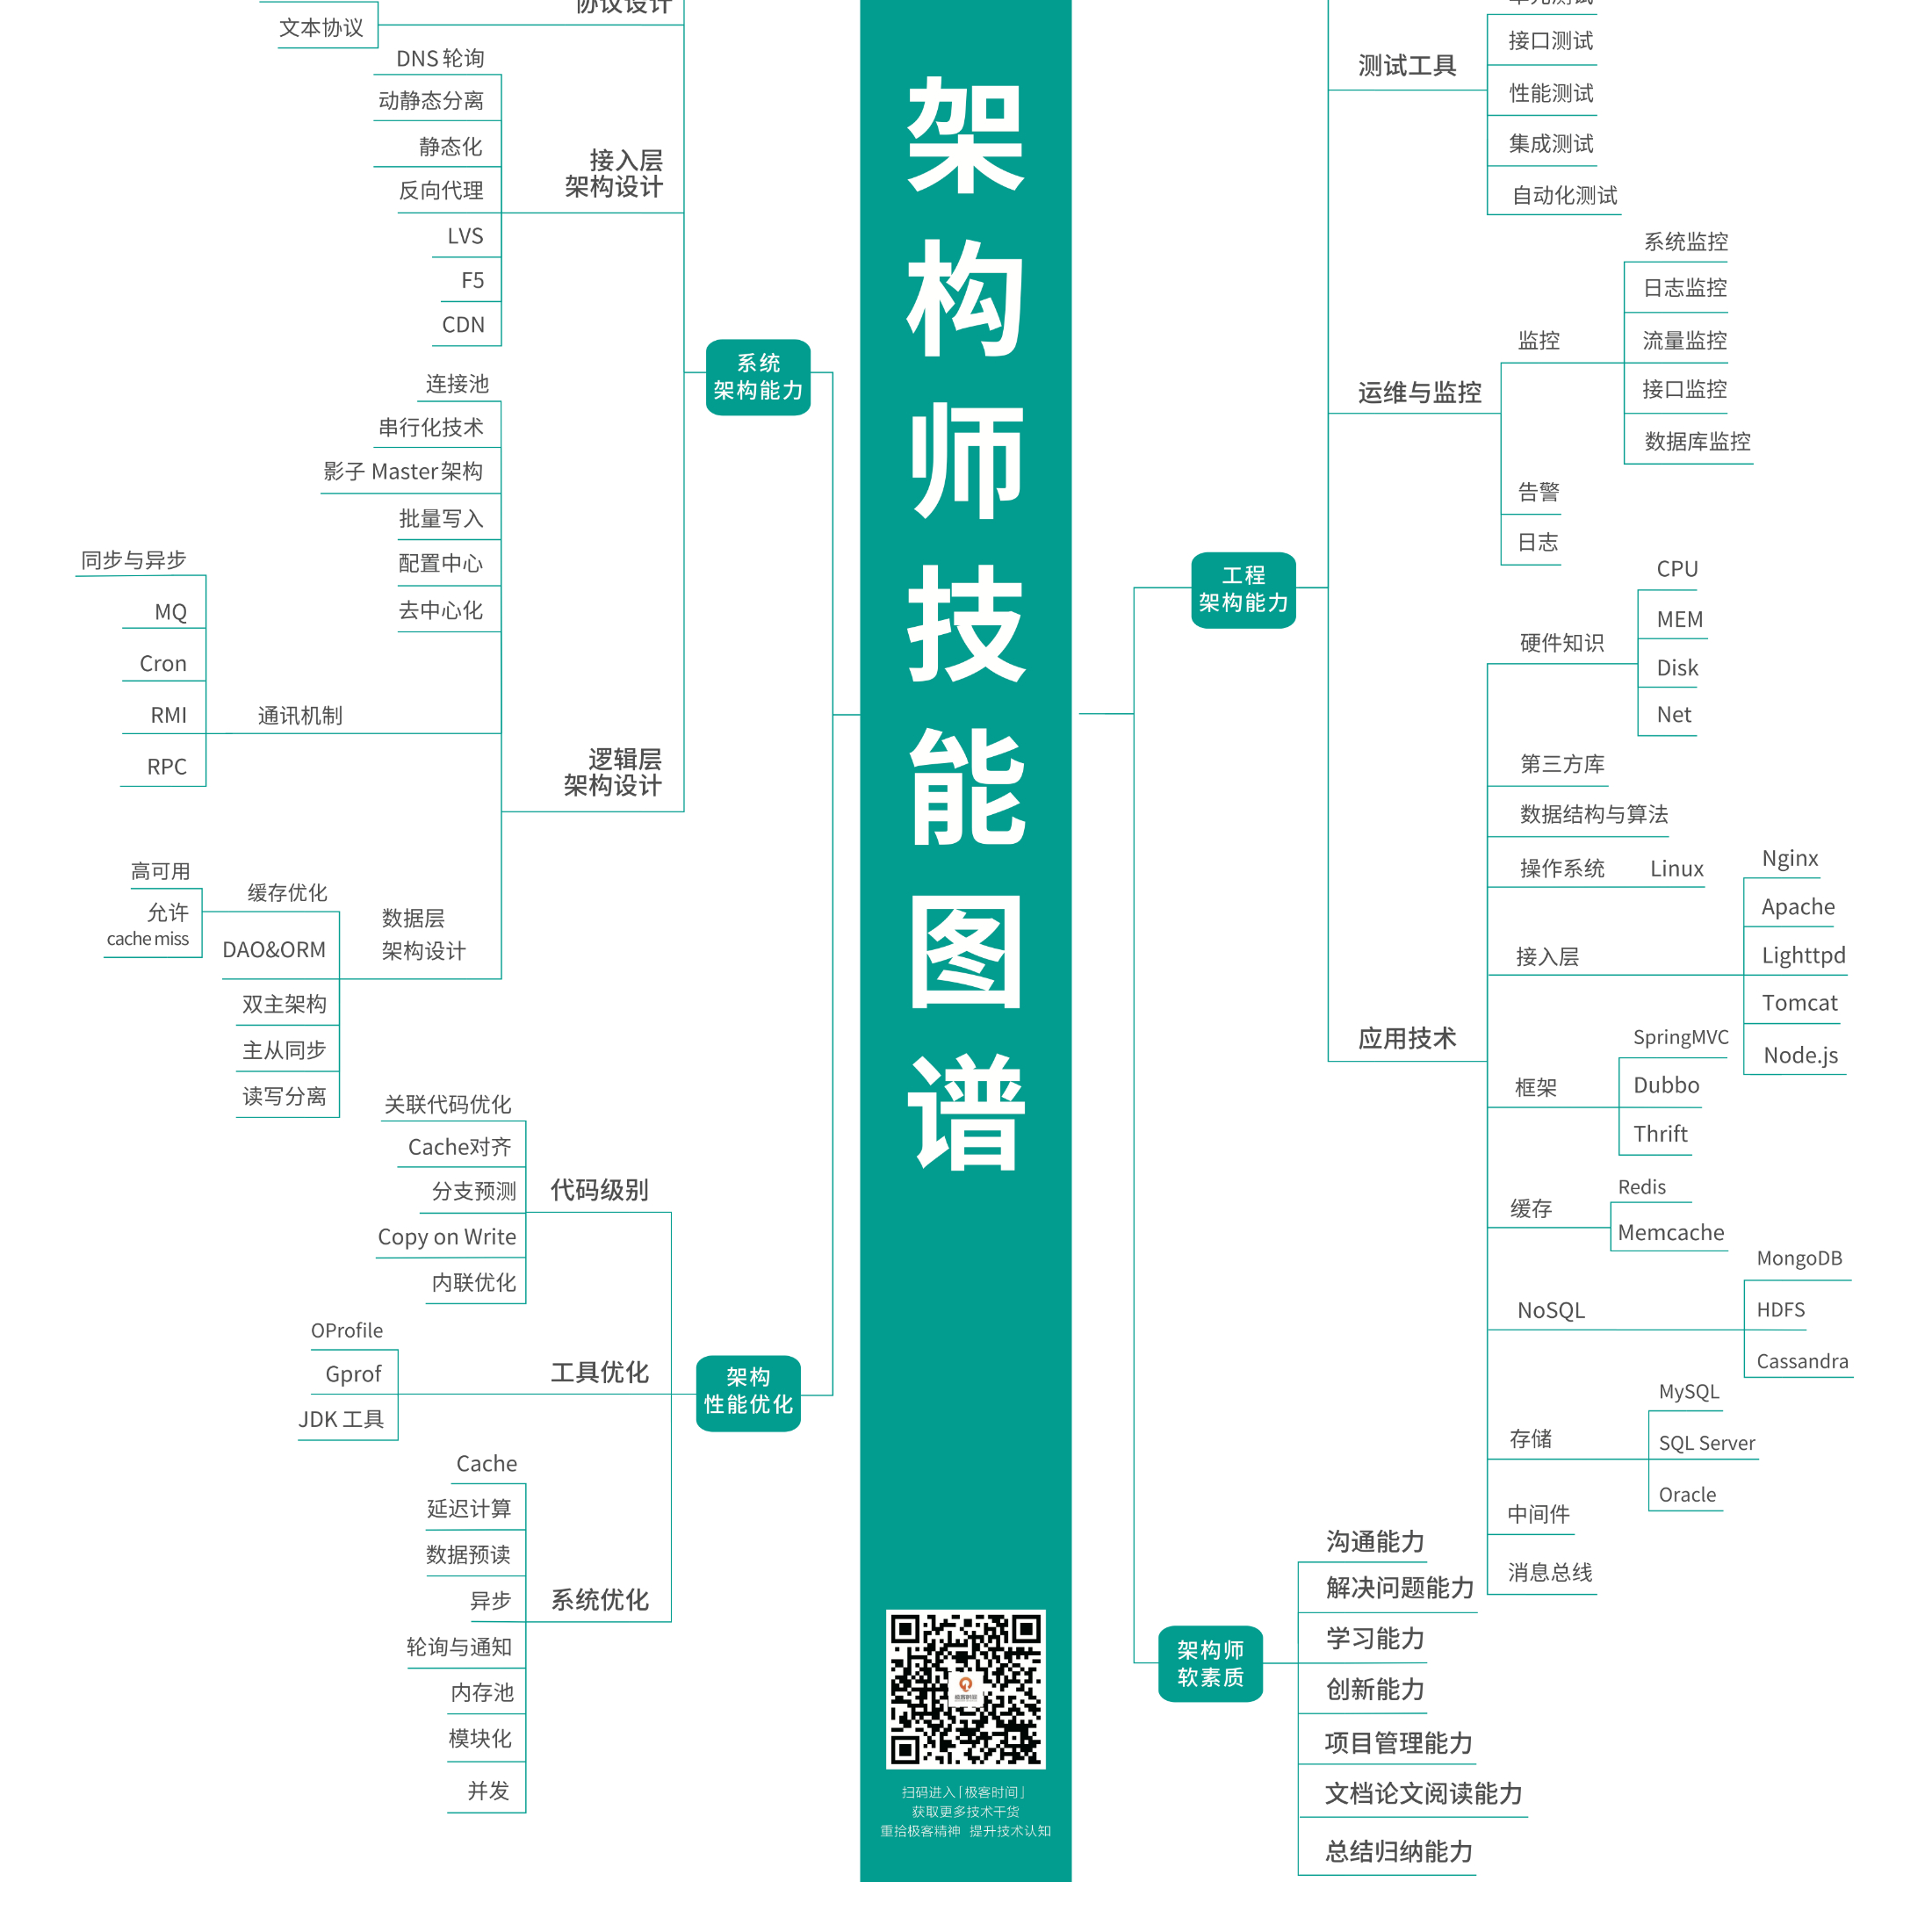 协议设计
文本协议
DNS 轮询
动静态分离
静态化
反向代理
LVS
F5
CDN
接入层
架构设计
连接池
串行化技术
影子 Master 架构
批量写入
配置中心
去中心化
同步与异步
MQ
Cron
RMI
RPC
通讯机制
逻辑层
架构设计
高可用
允许
cache miss
缓存优化
DAO&ORM
双主架构
主从同步
读写分离
数据层
架构设计
系统
架构能力
关联代码优化
Cache对齐
分支预测
Copy on Write
内联优化
代码级别
OProfile
Gprof
JDK 工具
工具优化
架构
性能优化
Cache
延迟计算
数据预读
异步
轮询与通知
内存池
模块化
并发
系统优化
架构师技能图谱
极客时间
扫码进入「极客时间」
获取更多技术干货
重拾极客精神 提升技术认知
单元测试
接口测试
性能测试
集成测试
自动化测试
测试工具
系统监控
日志监控
流量监控
接口监控
数据库监控
监控
运维与监控
告警
日志
工程
架构能力
CPU
MEM
Disk
Net
硬件知识
第三方库
数据结构与算法
操作系统
Linux
Nginx
Apache
Lighttpd
Tomcat
Node.js
接入层
应用技术
SpringMVC
Dubbo
Thrift
框架
Redis
Memcache
缓存
MongoDB
HDFS
Cassandra
NoSQL
MySQL
SQL Server
Oracle
存储
中间件
消息总线
架构师
软素质
沟通能力
解决问题能力
学习能力
创新能力
项目管理能力
文档论文阅读能力
总结归纳能力